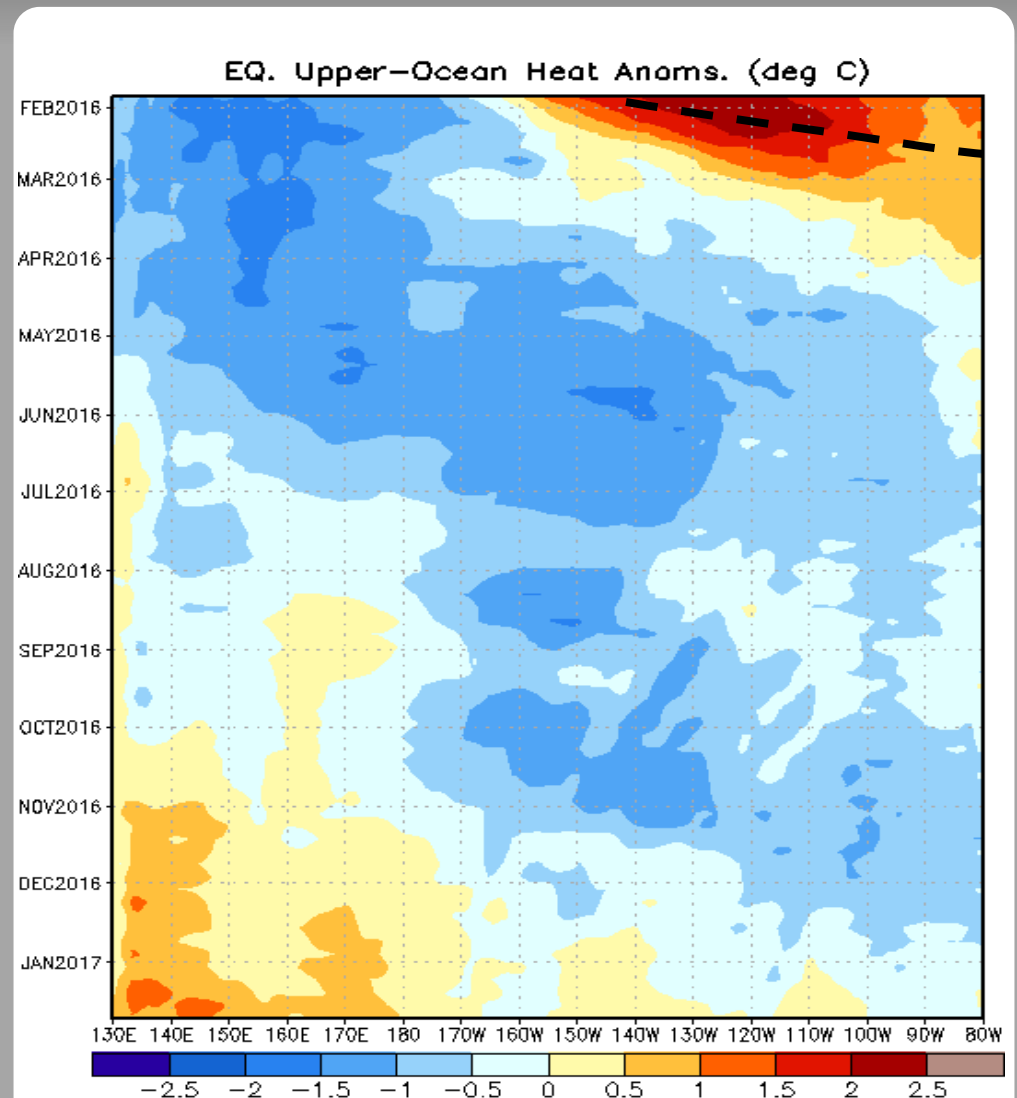 EQ. Upper-Ocean Heat Anoms. (deg C)
FEB2016
MAR2016
APR2016
MAY2016
JUN2016
JUL2016
AUG2016
SEP2016
OCT2016
NOV2016
DEC2016
JAN2017
130E 140E 150E 160E 170E 180 170W 160W 150W 140W 130W 120W 110W 100W 90W 80W
-2.5 -2 -1.5 -1 -0.5 0 0.5 1 1.5 2 2.5